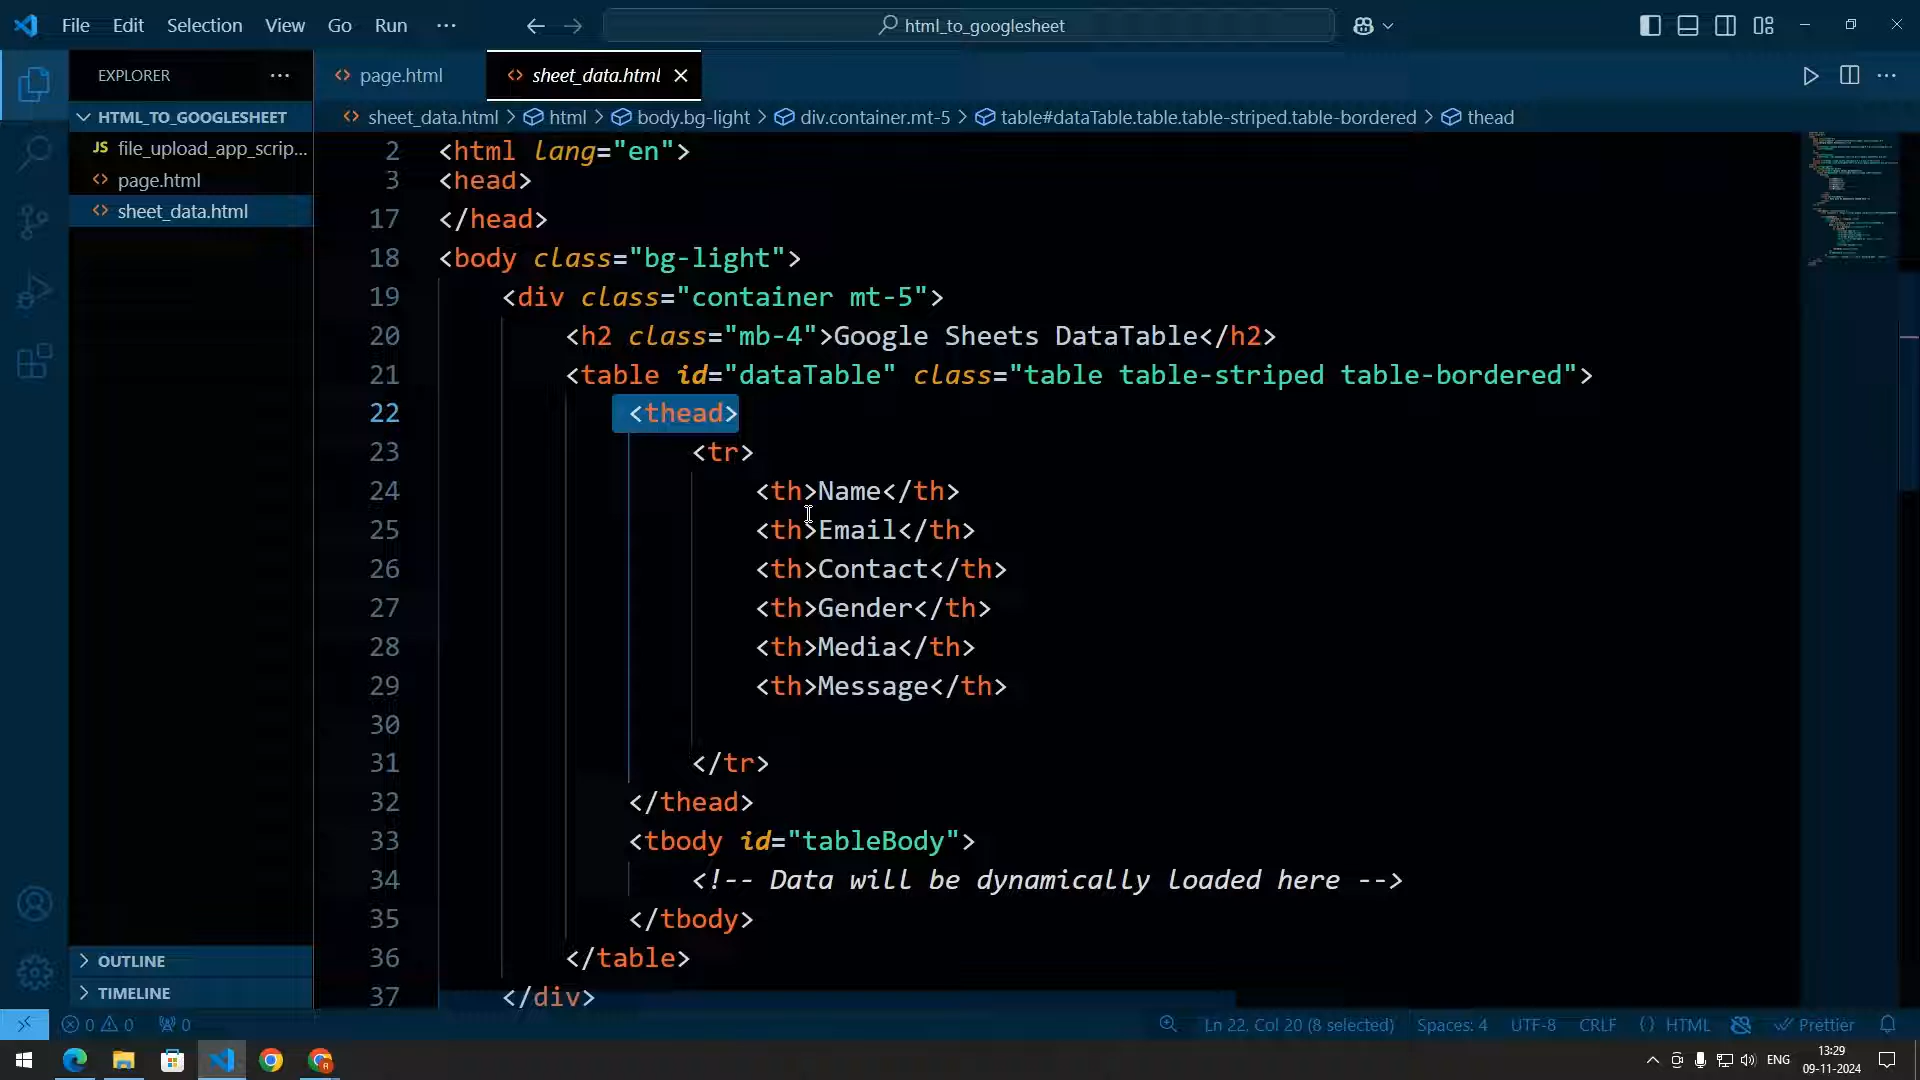 File Edit Selection View Go Run ···
html_to_googlesheet
EXPLORER ···
HTML_TO_GOOGLESHEET
JS file_upload_app_scrip...
<> page.html
<> sheet_data.html
OUTLINE
TIMELINE
<> page.html <> sheet_data.html
<> sheet_data.html > html > body.bg-light > div.container.mt-5 > table#dataTable.table.table-striped.table-bordered > thead
2 <html lang="en">
3 <head>
17 </head>
18 <body class="bg-light">
19 <div class="container mt-5">
20 <h2 class="mb-4">Google Sheets DataTable</h2>
21 <table id="dataTable" class="table table-striped table-bordered">
22 <thead>
23 <tr>
24 <th>Name</th>
25 <th>Email</th>
26 <th>Contact</th>
27 <th>Gender</th>
28 <th>Media</th>
29 <th>Message</th>
30
31 </tr>
32 </thead>
33 <tbody id="tableBody">
34 <!-- Data will be dynamically loaded here -->
35 </tbody>
36 </table>
37 </div>
0 0 0 Ln 22, Col 20 (8 selected) Spaces: 4 UTF-8 CRLF {} HTML Prettier
ENG 13:29
09-11-2024